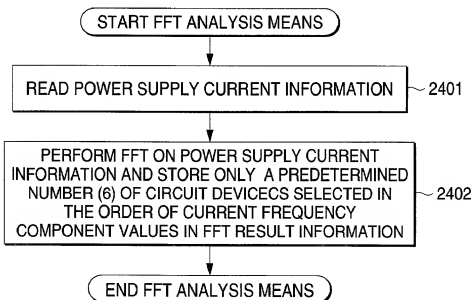 START FFT ANALYSIS MEANS
READ POWER SUPPLY CURRENT INFORMATION
2401
PERFORM FFT ON POWER SUPPLY CURRENT
INFORMATION AND STORE ONLY A PREDETERMINED
NUMBER (6) OF CIRCUIT DEVICECS SELECTED IN
THE ORDER OF CURRENT FREQUENCY
COMPONENT VALUES IN FFT RESULT INFORMATION
2402
END FFT ANALYSIS MEANS